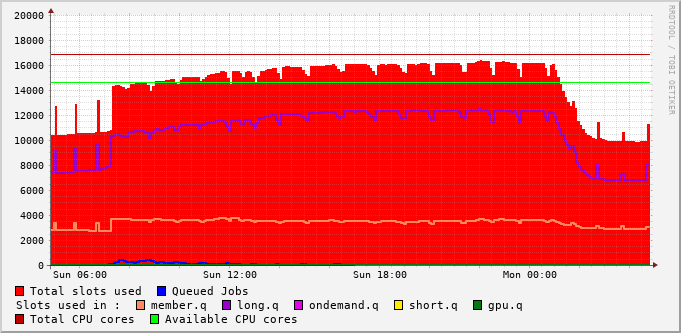 20000
18000
16000
14000
12000
10000
8000
6000
4000
2000
0
Sun 06:00 Sun 12:00 Sun 18:00 Mon 00:00
RRDTOOL / TOBI OETIKER
Total slots used Queued Jobs
Slots used in : member.q long.q ondemand.q short.q gpu.q
Total CPU cores Available CPU cores